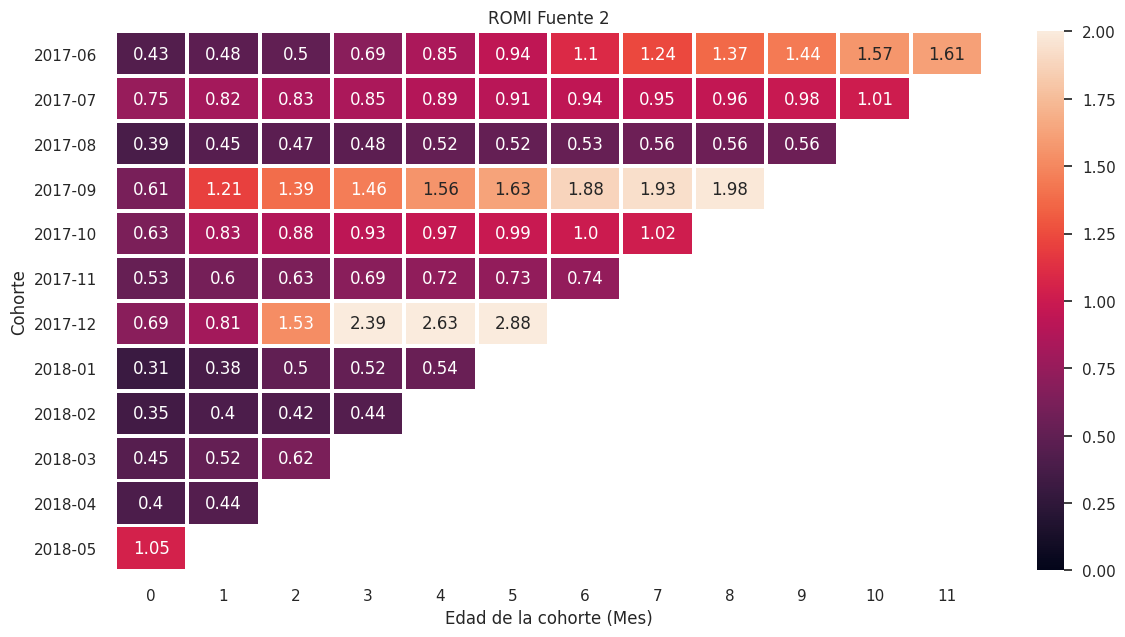 ROMI Fuente 2
2017-06 0.43 0.48 0.5 0.69 0.85 0.94 1.1 1.24 1.37 1.44 1.57 1.61
2017-07 0.75 0.82 0.83 0.85 0.89 0.91 0.94 0.95 0.96 0.98 1.01
2017-08 0.39 0.45 0.47 0.48 0.52 0.52 0.53 0.56 0.56 0.56
2017-09 0.61 1.21 1.39 1.46 1.56 1.63 1.88 1.93 1.98
2017-10 0.63 0.83 0.88 0.93 0.97 0.99 1.0 1.02
2017-11 0.53 0.6 0.63 0.69 0.72 0.73 0.74
2017-12 0.69 0.81 1.53 2.39 2.63 2.88
2018-01 0.31 0.38 0.5 0.52 0.54
2018-02 0.35 0.4 0.42 0.44
2018-03 0.45 0.52 0.62
2018-04 0.4 0.44
2018-05 1.05
0 1 2 3 4 5 6 7 8 9 10 11
Edad de la cohorte (Mes)
Cohorte
2.00
1.75
1.50
1.25
1.00
0.75
0.50
0.25
0.00